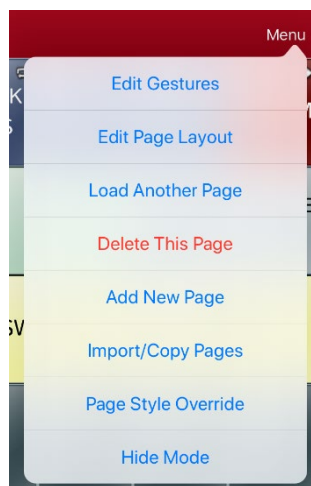 Menu
Edit Gestures
Edit Page Layout
Load Another Page
Delete This Page
Add New Page
Import/Copy Pages
Page Style Override
Hide Mode